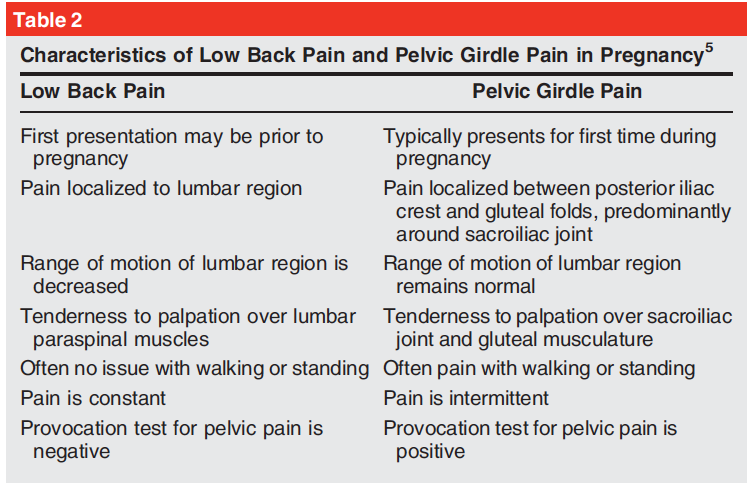 Table 2
Characteristics of Low Back Pain and Pelvic Girdle Pain in Pregnancy5
Low Back Pain Pelvic Girdle Pain
First presentation may be prior to Typically presents for first time during
pregnancy pregnancy
Pain localized to lumbar region Pain localized between posterior iliac
crest and gluteal folds, predominantly
around sacroiliac joint
Range of motion of lumbar region is Range of motion of lumbar region
decreased remains normal
Tenderness to palpation over lumbar Tenderness to palpation over sacroiliac
paraspinal muscles joint and gluteal musculature
Often no issue with walking or standing Often pain with walking or standing
Pain is constant Pain is intermittent
Provocation test for pelvic pain is Provocation test for pelvic pain is
negative positive